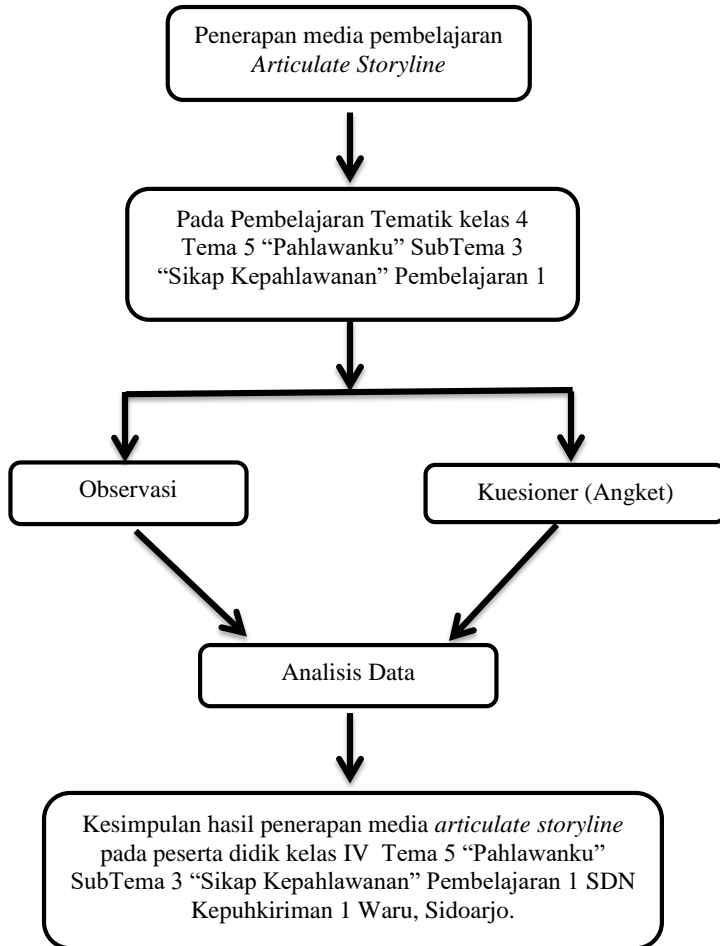 Penerapan media pembelajaran
Articulate Storyline
Pada Pembelajaran Tematik kelas 4
Tema 5 “Pahlawanku” SubTema 3
“Sikap Kepahlawanan” Pembelajaran 1
Observasi
Kuesioner (Angket)
Analisis Data
Kesimpulan hasil penerapan media articulate storyline
pada peserta didik kelas IV Tema 5 “Pahlawanku”
SubTema 3 “Sikap Kepahlawanan” Pembelajaran 1 SDN
Kepuhkiriman 1 Waru, Sidoarjo.